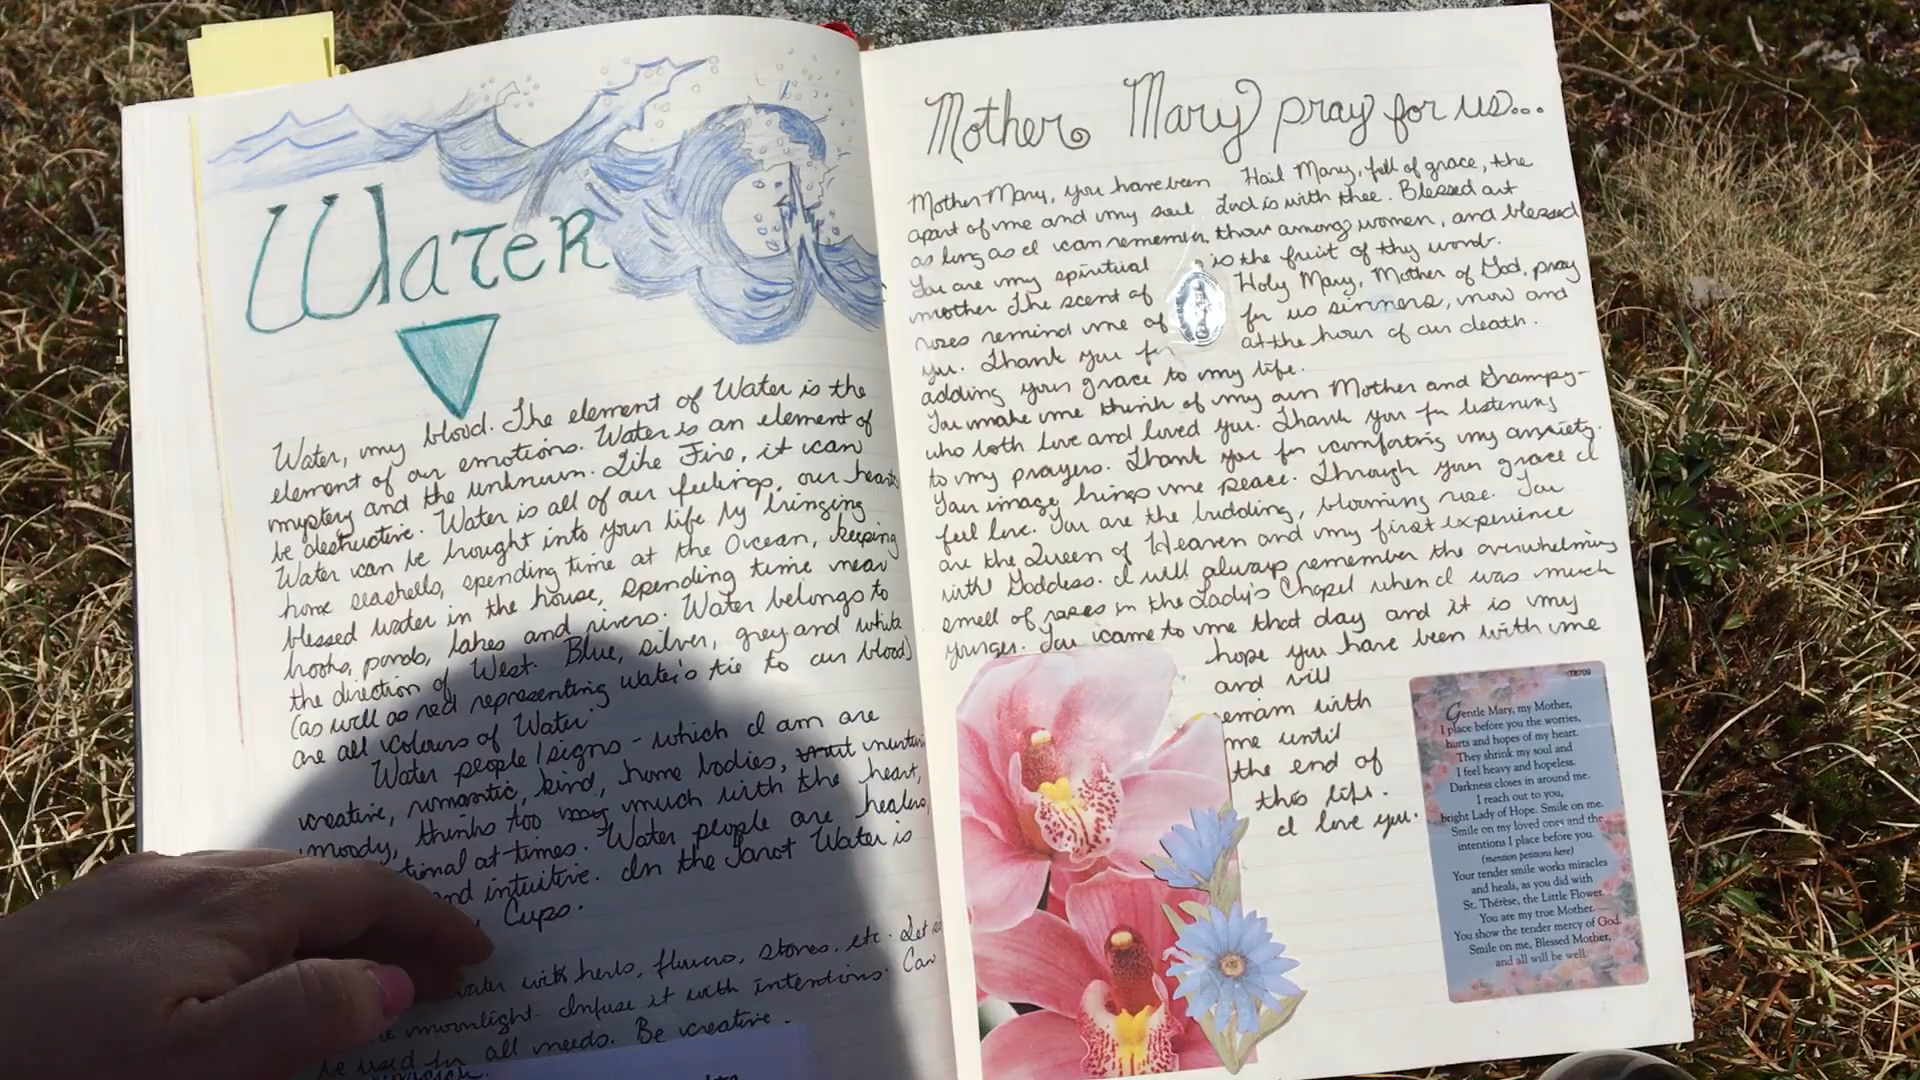 Water
Water, my blood. The element of Water is the
element of our emotions. Water is an element of
mystery and the unknown. Like Fire, it can
be destructive. Water is all of our feelings, our hearts
Water can be brought into your life by bringing
home seashells, spending time at the Ocean, keeping
blessed water in the house, spending time near
brooks, ponds, lakes and rivers. Water belongs to
the direction of West. Blue, silver, grey and white
(as well as red representing water's tie to our blood)
are all colours of Water.
Water people/signs - which I am are
creative, romantic, kind, home bodies,
moody, thinks too much with the heart,
tional at times. Water people are healers,
and intuitive. In the Tarot Water is
Cups.
water with herbs, flowers, stones, etc. Let
moonlight. Infuse it with intentions. Can
be used for all needs. Be creative.
Mother Mary pray for us...
Mother Mary, you have been
apart of me and my soul
as long as I can remember.
You are my spiritual
mother. The scent of
roses remind me of
you. Thank you for
adding your grace to my life.
Hail Mary, full of grace, the
Lord is with thee. Blessed art
thou among women, and blessed
is the fruit of thy womb.
Holy Mary, Mother of God, pray
for us sinners, now and
at the hour of our death.
You make me think of my own Mother and Grampy-
who both love and loved you. Thank you for listening
to my prayers. Thank you for comforting my anxiety.
Your image brings me peace. Through your grace I
feel love. You are the budding, blooming rose. You
are the Queen of Heaven and my first experience
with Goddess. I will always remember the overwhelming
smell of roses in the Lady's Chapel when I was much
younger. You came to me that day and it is my
hope you have been with me
and will
remain with
me until
the end of
this life.
I love you.
T8709
Gentle Mary, my Mother,
I place before you the worries,
hurts and hopes of my heart.
They shrink my soul and
I feel heavy and hopeless.
Darkness closes in around me.
I reach out to you,
bright Lady of Hope. Smile on me.
Smile on my loved ones and the
intentions I place before you.
(mention petitions here)
Your tender smile works miracles
and heals, as you did with
St. Thérèse, the Little Flower.
You are my true Mother.
You show the tender mercy of God.
Smile on me, Blessed Mother,
and all will be well.